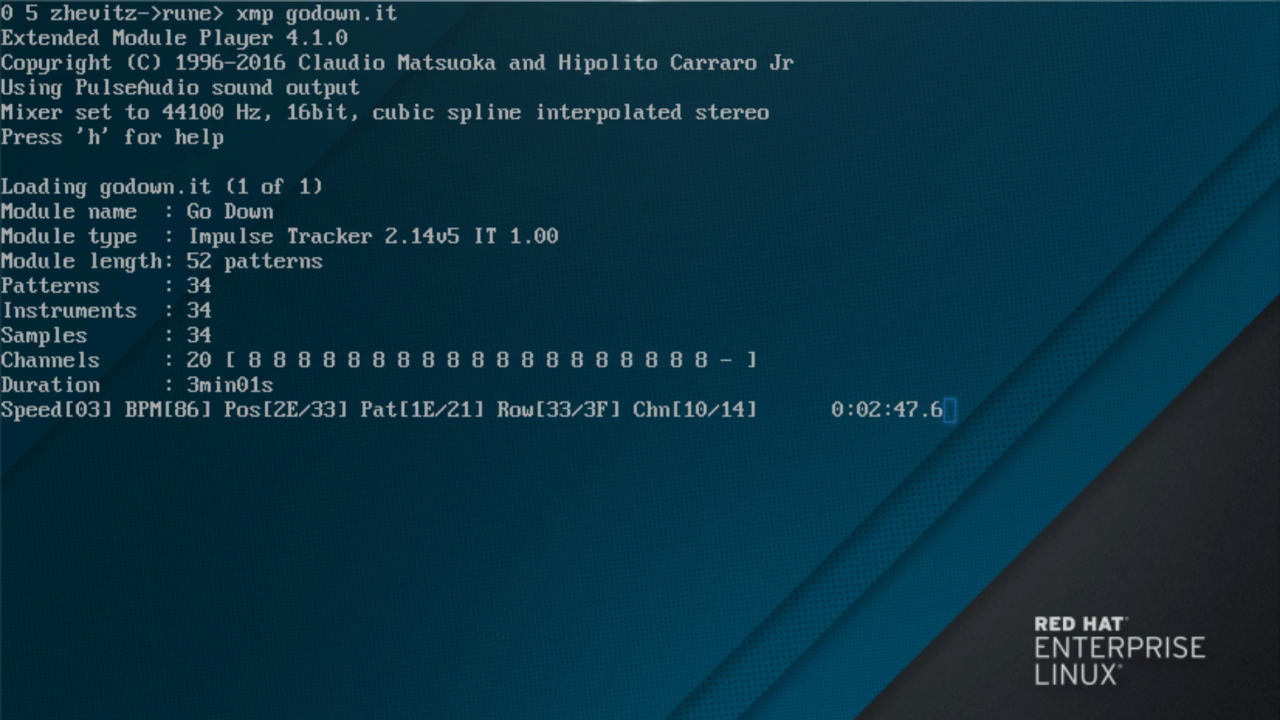 0 5 zhevitz->rune> xmp godown.it
Extended Module Player 4.1.0
Copyright (C) 1996-2016 Claudio Matsuoka and Hipolito Carraro Jr
Using PulseAudio sound output
Mixer set to 44100 Hz, 16bit, cubic spline interpolated stereo
Press 'h' for help

Loading godown.it (1 of 1)
Module name  : Go Down
Module type  : Impulse Tracker 2.14v5 IT 1.00
Module length: 52 patterns
Patterns     : 34
Instruments  : 34
Samples      : 34
Channels     : 20 [ 8 8 8 8 8 8 8 8 8 8 8 8 8 8 8 8 8 8 8 - ]
Duration     : 3min01s
Speed[03] BPM[86] Pos[2E/33] Pat[1E/21] Row[33/3F] Chn[10/14]      0:02:47.6
RED HAT®
ENTERPRISE
LINUX®